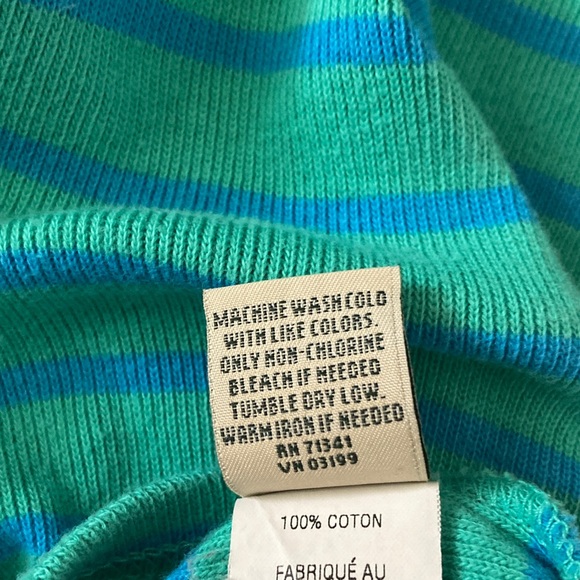 MACHINE WASH COLD
WITH LIKE COLORS.
ONLY NON-CHLORINE
BLEACH IF NEEDED
TUMBLE DRY LOW.
WARM IRON IF NEEDED
RN 71341
VN 03199
100% COTON
FABRIQUÉ AU